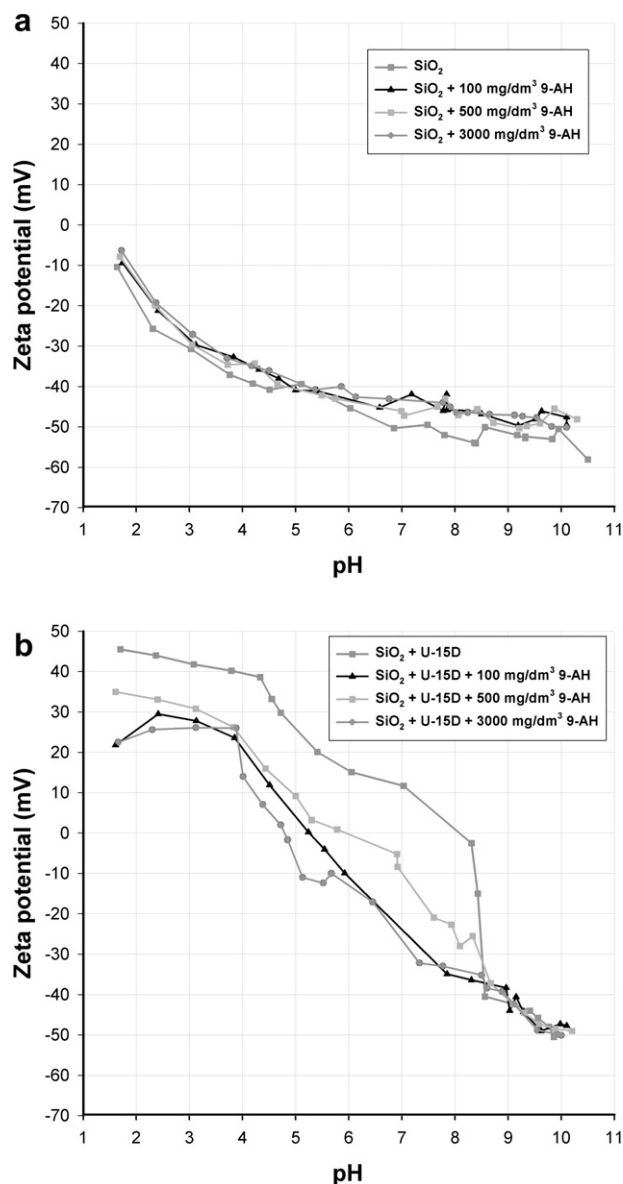 a
50
40
30
20
10
0
-10
-20
-30
-40
-50
-60
-70
Zeta potential (mV)
SiO₂
SiO₂ + 100 mg/dm³ 9-AH
SiO₂ + 500 mg/dm³ 9-AH
SiO₂ + 3000 mg/dm³ 9-AH
1 2 3 4 5 6 7 8 9 10 11
pH
b
50
40
30
20
10
0
-10
-20
-30
-40
-50
-60
-70
Zeta potential (mV)
SiO₂ + U-15D
SiO₂ + U-15D + 100 mg/dm³ 9-AH
SiO₂ + U-15D + 500 mg/dm³ 9-AH
SiO₂ + U-15D + 3000 mg/dm³ 9-AH
1 2 3 4 5 6 7 8 9 10 11
pH